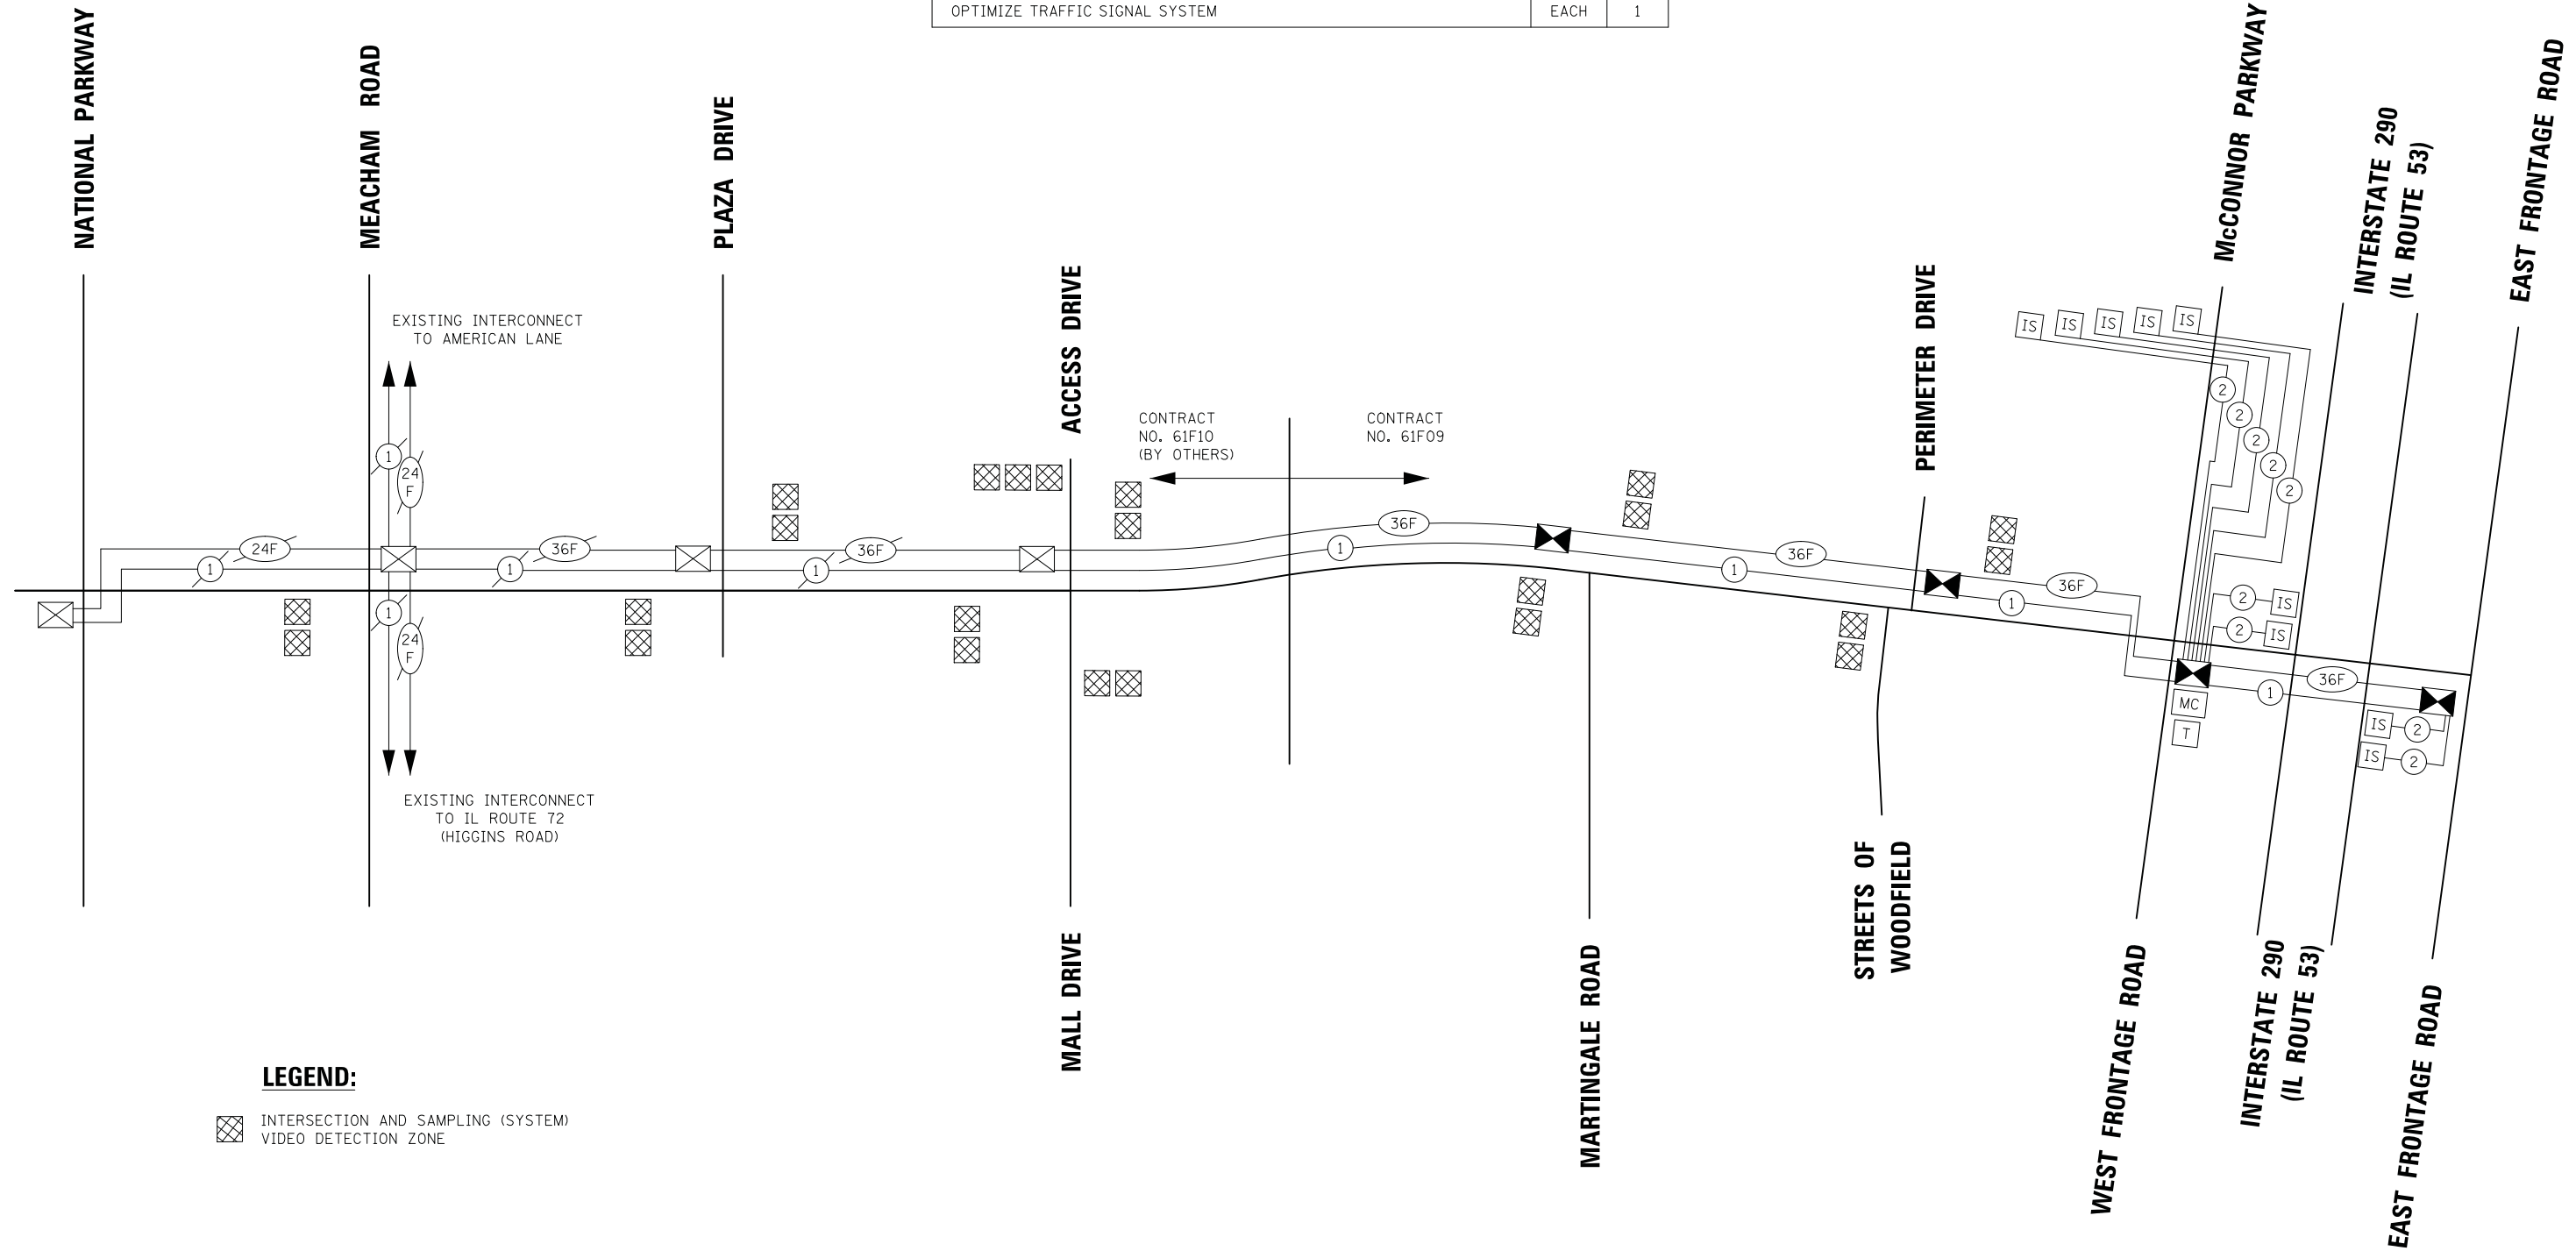 OPTIMIZE TRAFFIC SIGNAL SYSTEM EACH 1
NATIONAL PARKWAY
MEACHAM ROAD
PLAZA DRIVE
ACCESS DRIVE
PERIMETER DRIVE
McCONNOR PARKWAY
INTERSTATE 290
(IL ROUTE 53)
EAST FRONTAGE ROAD
EXISTING INTERCONNECT
TO AMERICAN LANE
CONTRACT
NO. 61F10
(BY OTHERS)
CONTRACT
NO. 61F09
IS IS IS IS IS
2
2
2
2
2
1
24
F
24F
1
36F
1
36F
1
36F
1
36F
1
36F
1
1
24
F
2 IS
2 IS
36F
1
MC
T
IS 2
IS 2
EXISTING INTERCONNECT
TO IL ROUTE 72
(HIGGINS ROAD)
MALL DRIVE
MARTINGALE ROAD
STREETS OF
WOODFIELD
WEST FRONTAGE ROAD
INTERSTATE 290
(IL ROUTE 53)
EAST FRONTAGE ROAD
LEGEND:
INTERSECTION AND SAMPLING (SYSTEM)
VIDEO DETECTION ZONE